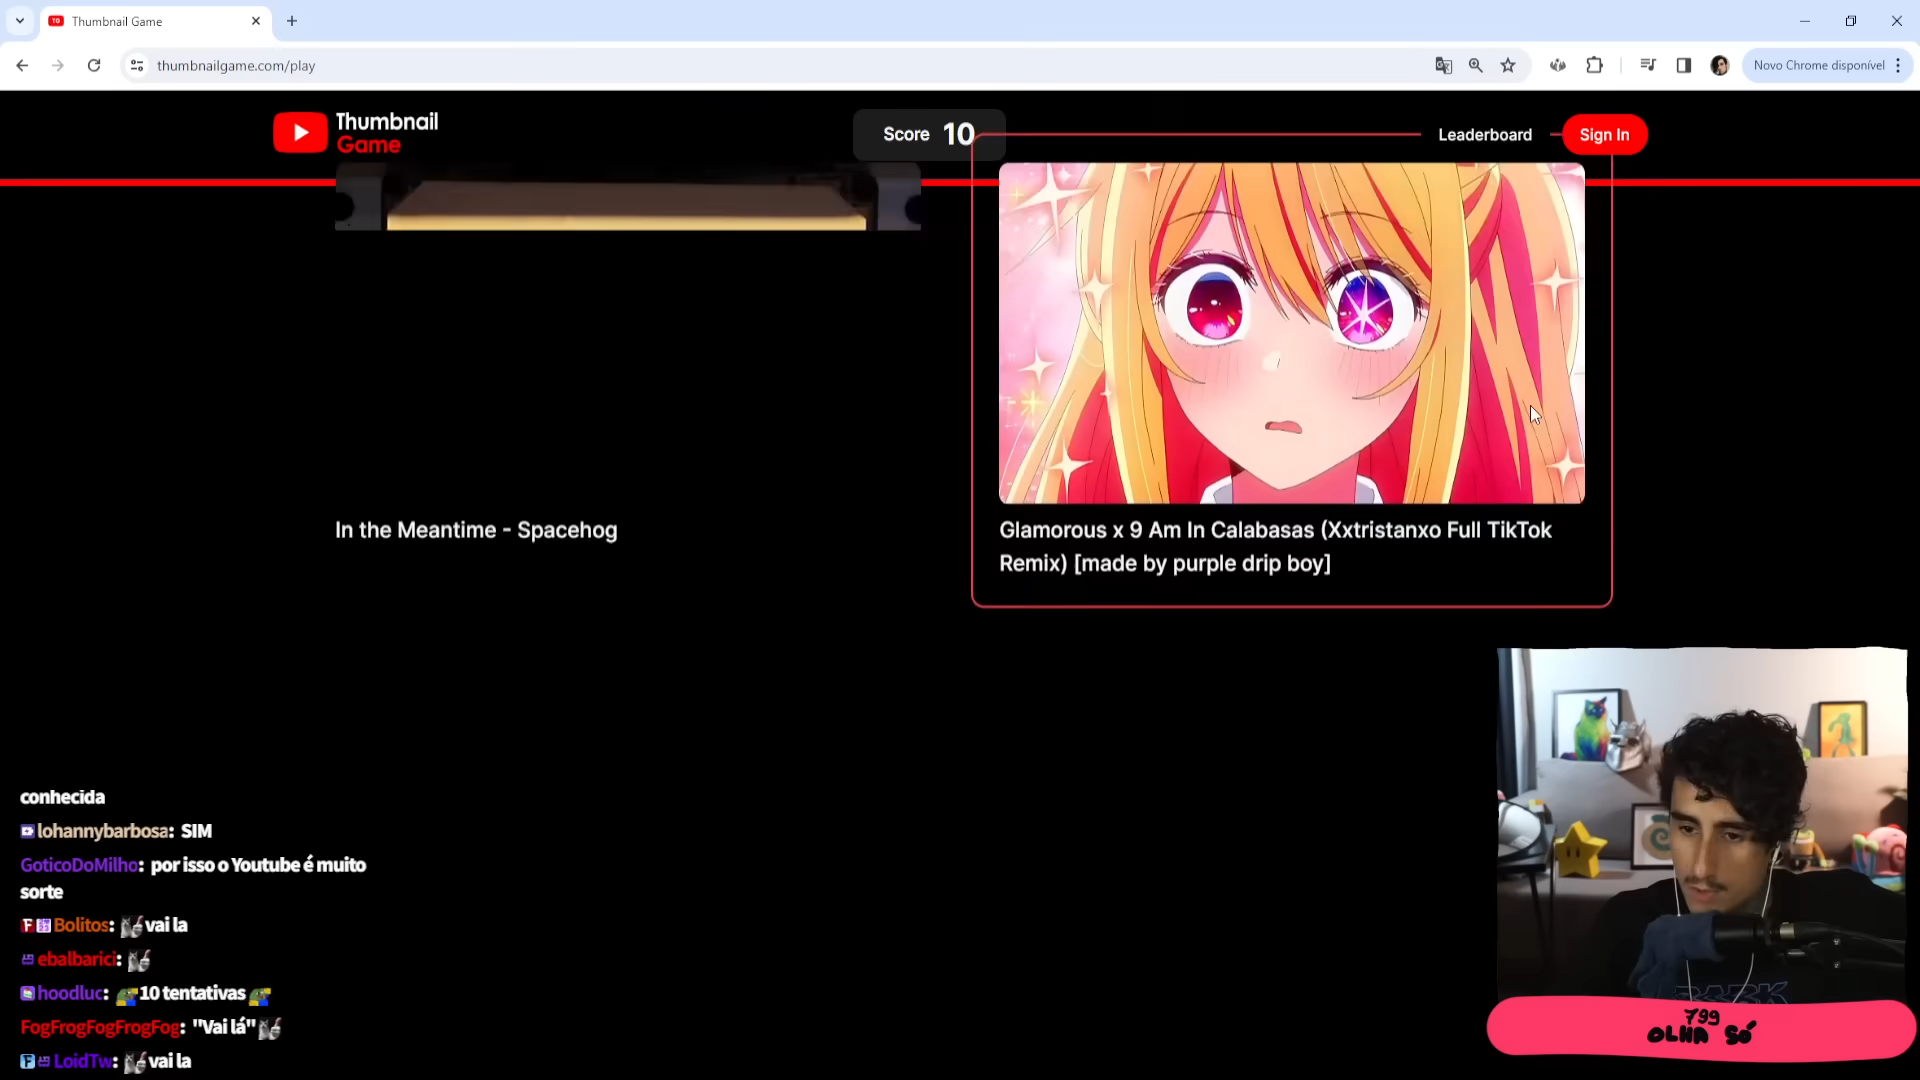 TG Thumbnail Game
thumbnailgame.com/play
Novo Chrome disponível
Thumbnail
Game
Score 10
Leaderboard
Sign In
In the Meantime - Spacehog
Glamorous x 9 Am In Calabasas (Xxtristanxo Full TikTok
Remix) [made by purple drip boy]
conhecida
lohannybarbosa: SIM
GoticoDoMilho: por isso o Youtube é muito
sorte
Bolitos: vai la
ebalbarici:
hoodluc: 10 tentativas
FogFrogFogFrogFog: "Vai lá"
LoidTw: vai la
799
OLHA SÓ